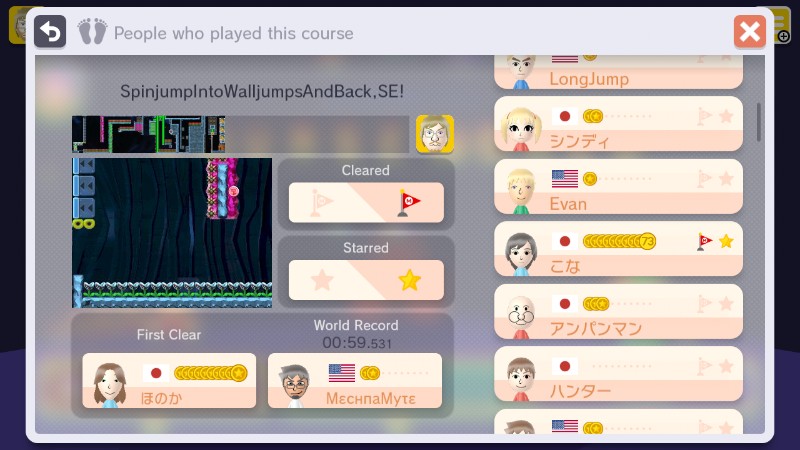 People who played this course
SpinjumpIntoWalljumpsAndBack,SE!
Cleared
Starred
First Clear
ほのか
World Record
00:59.531
MεcнпaMyτε
LongJump
シンディ
Evan
73
こな
アンパンマン
ハンター